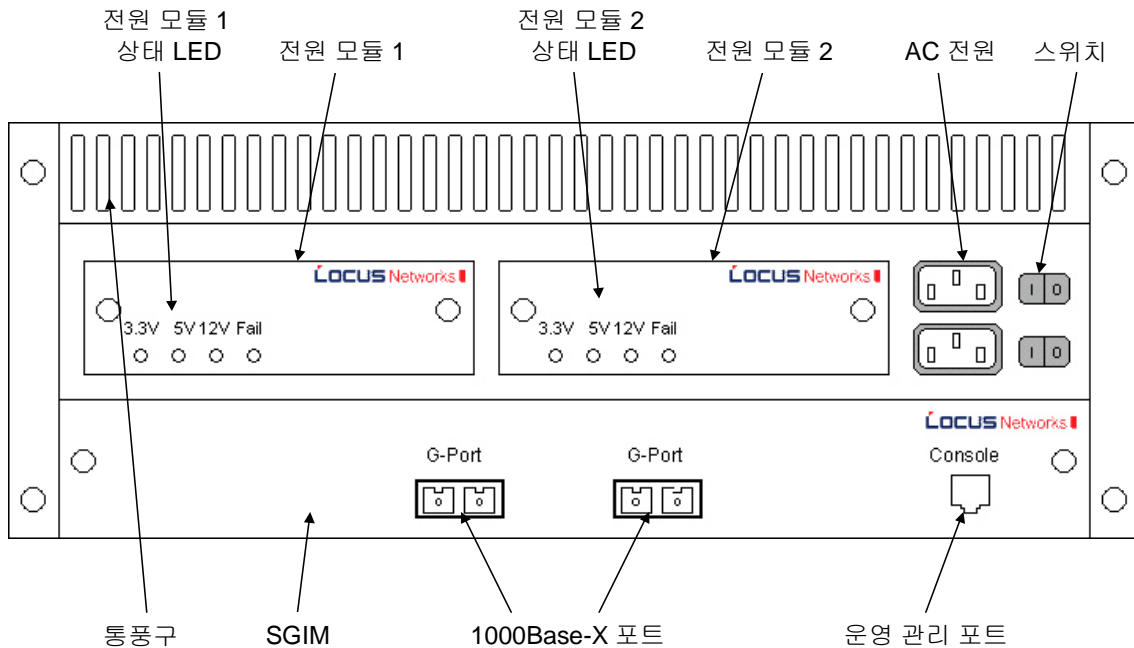 전원 모듈 1
상태 LED
전원 모듈 1
전원 모듈 2
상태 LED
전원 모듈 2
AC 전원
스위치
LOCUS Networks
3.3V 5V 12V Fail
LOCUS Networks
3.3V 5V 12V Fail
I O
I O
LOCUS Networks
G-Port
G-Port
Console
통풍구
SGIM
1000Base-X 포트
운영 관리 포트